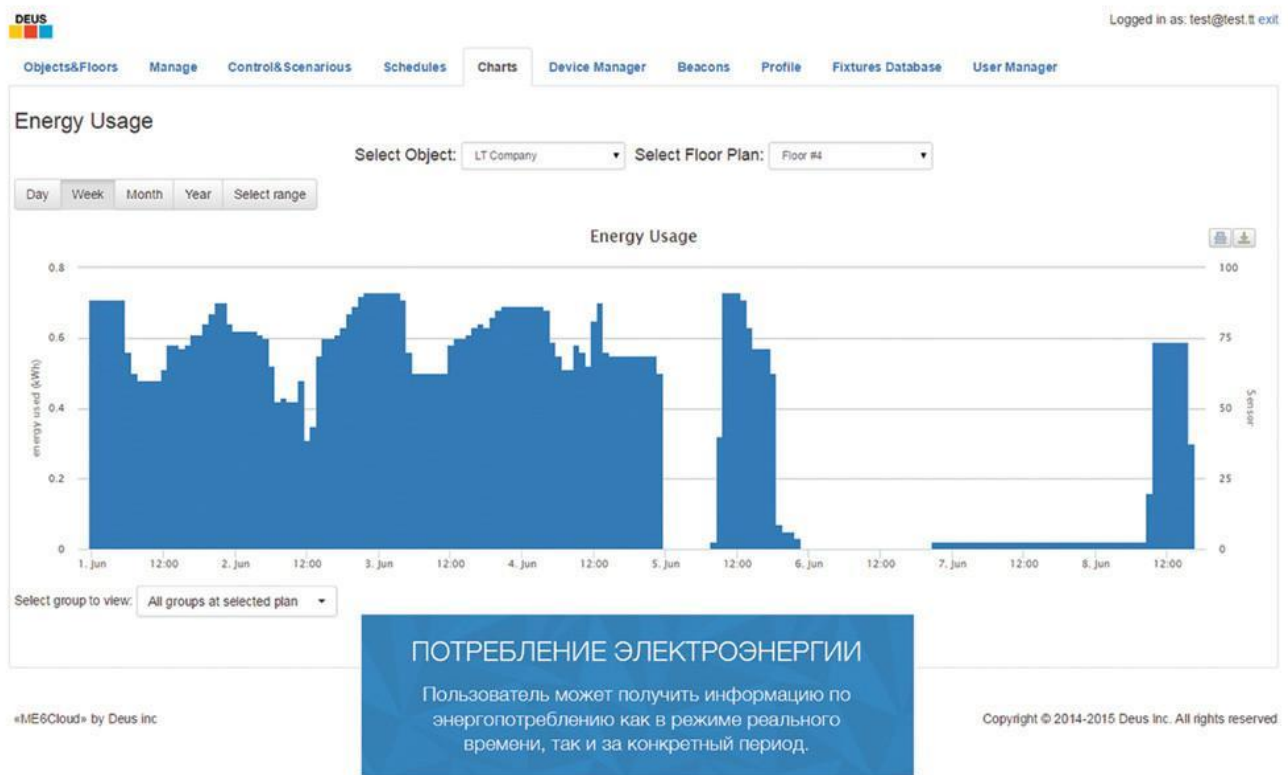 DEUS
Logged in as: test@test.tt exit
Objects&Floors Manage Control&Scenarious Schedules Charts Device Manager Beacons Profile Fixtures Database User Manager
Energy Usage
Select Object: LT Company Select Floor Plan: Floor #4
Day Week Month Year Select range
Energy Usage
0.8 100
0.6 75
energy used (kWh)
Sensor
0.4 50
0.2 25
0 0
1. Jun 12:00 2. Jun 12:00 3. Jun 12:00 4. Jun 12:00 5. Jun 12:00 6. Jun 12:00 7. Jun 12:00 8. Jun 12:00
Select group to view: All groups at selected plan
ПОТРЕБЛЕНИЕ ЭЛЕКТРОЭНЕРГИИ
Пользователь может получить информацию по
энергопотреблению как в режиме реального
времени, так и за конкретный период.
«ME6Cloud» by Deus inc
Copyright © 2014-2015 Deus Inc. All rights reserved